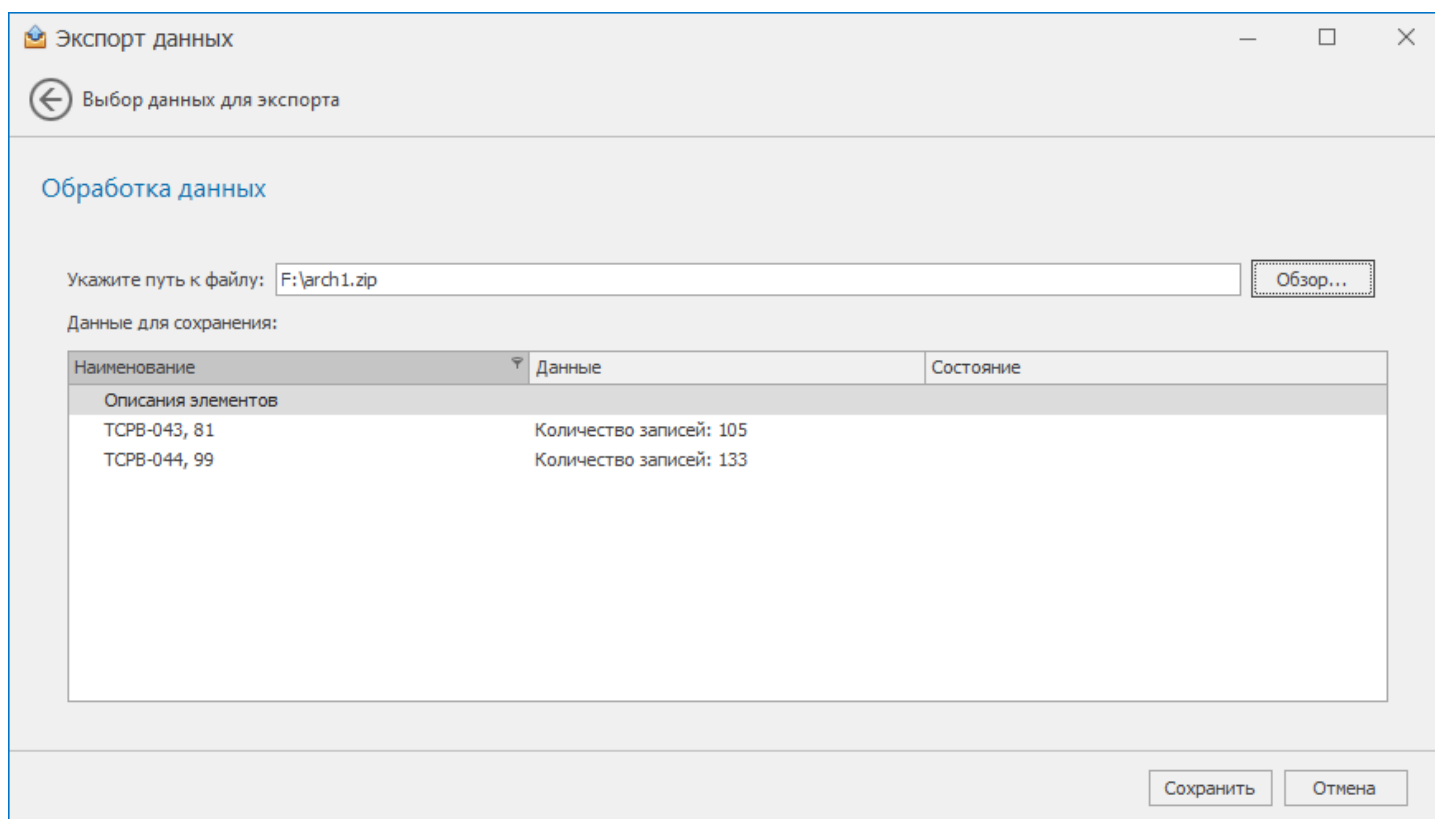 Экспорт данных
Выбор данных для экспорта
Обработка данных
Укажите путь к файлу: F:\arch1.zip Обзор...
Данные для сохранения:
Наименование Данные Состояние
Описания элементов
ТСРВ-043, 81 Количество записей: 105
ТСРВ-044, 99 Количество записей: 133
Сохранить Отмена